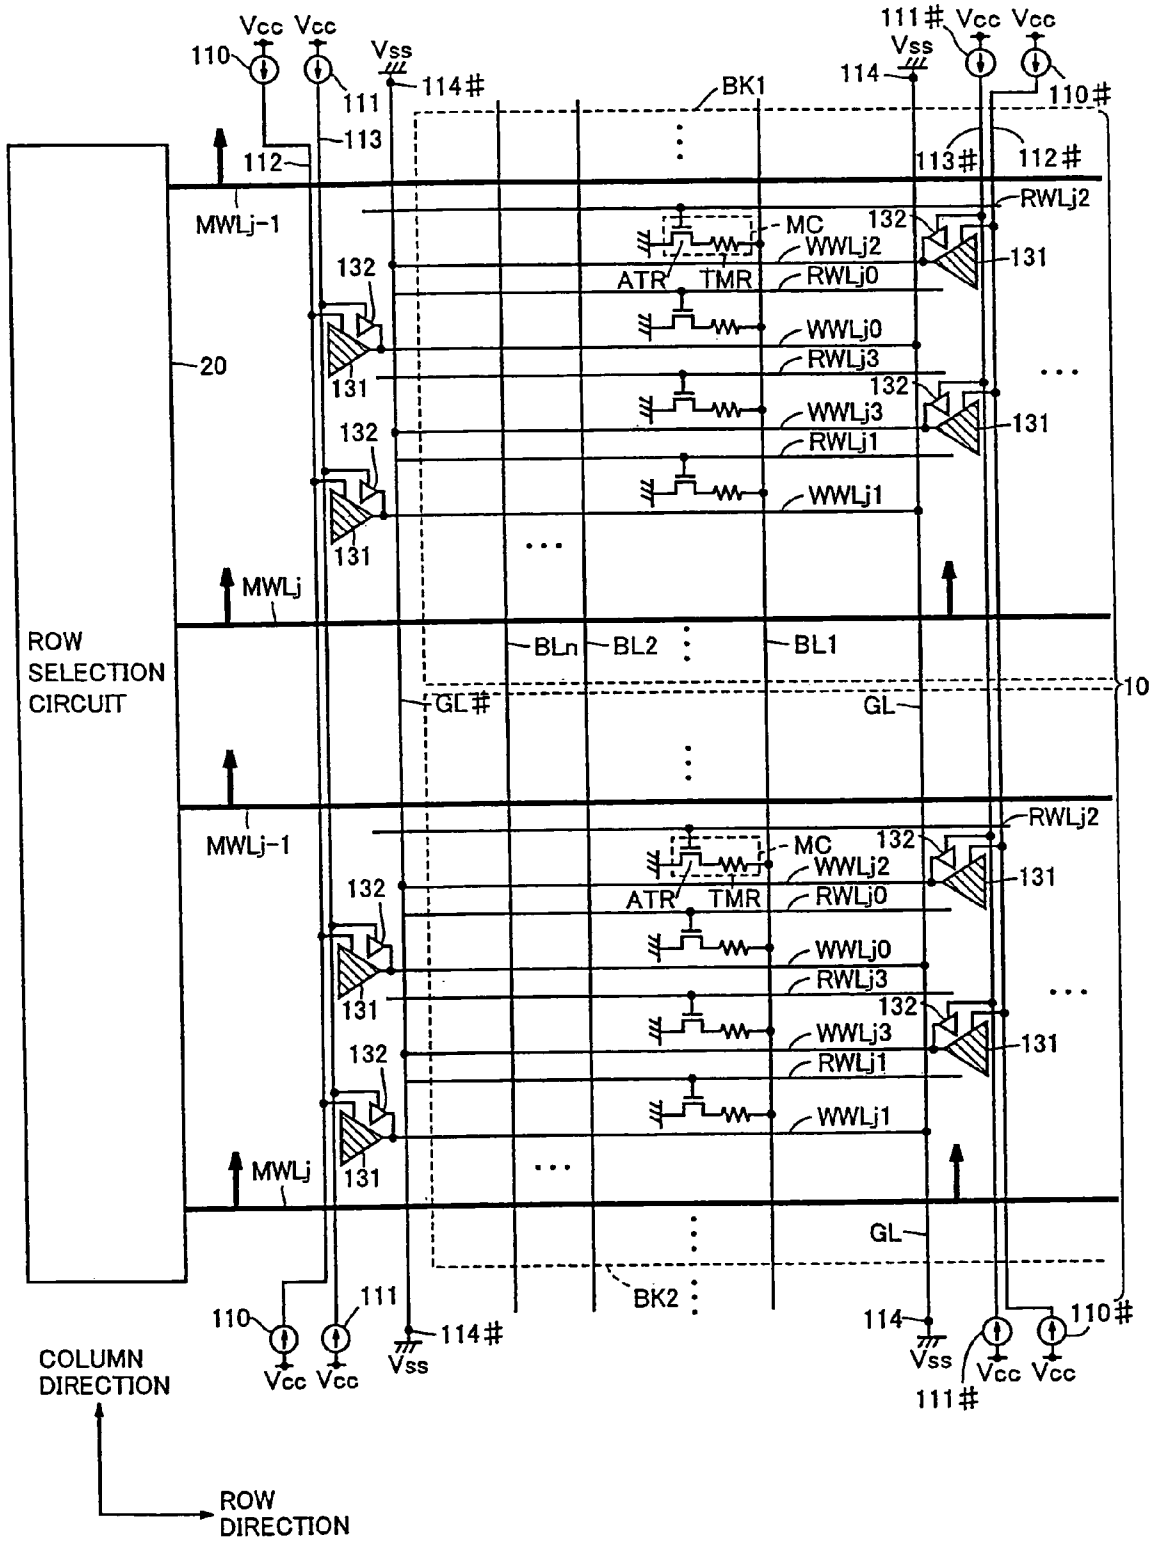 Vcc Vcc
110
111
Vss
114#
BK1
Vss
114
111# Vcc Vcc
110#
113
112
113# 112#
MWLj-1
RWLj2
132
MC
WWLj2
131
ATR TMR RWLj0
132
WWLj0
20
131
RWLj3
132
WWLj3
131
132
RWLj1
WWLj1
131
...
MWLj
ROW
SELECTION
CIRCUIT
BLn BL2 BL1
10
GL# GL
MWLj-1
RWLj2
132
MC
WWLj2
131
ATR TMR RWLj0
132
WWLj0
131
RWLj3
132
WWLj3
131
132
RWLj1
WWLj1
131
...
MWLj
GL
BK2
110
111
114#
Vss
114
Vss
110#
111#
Vcc Vcc
Vcc Vcc
COLUMN
DIRECTION
ROW
DIRECTION